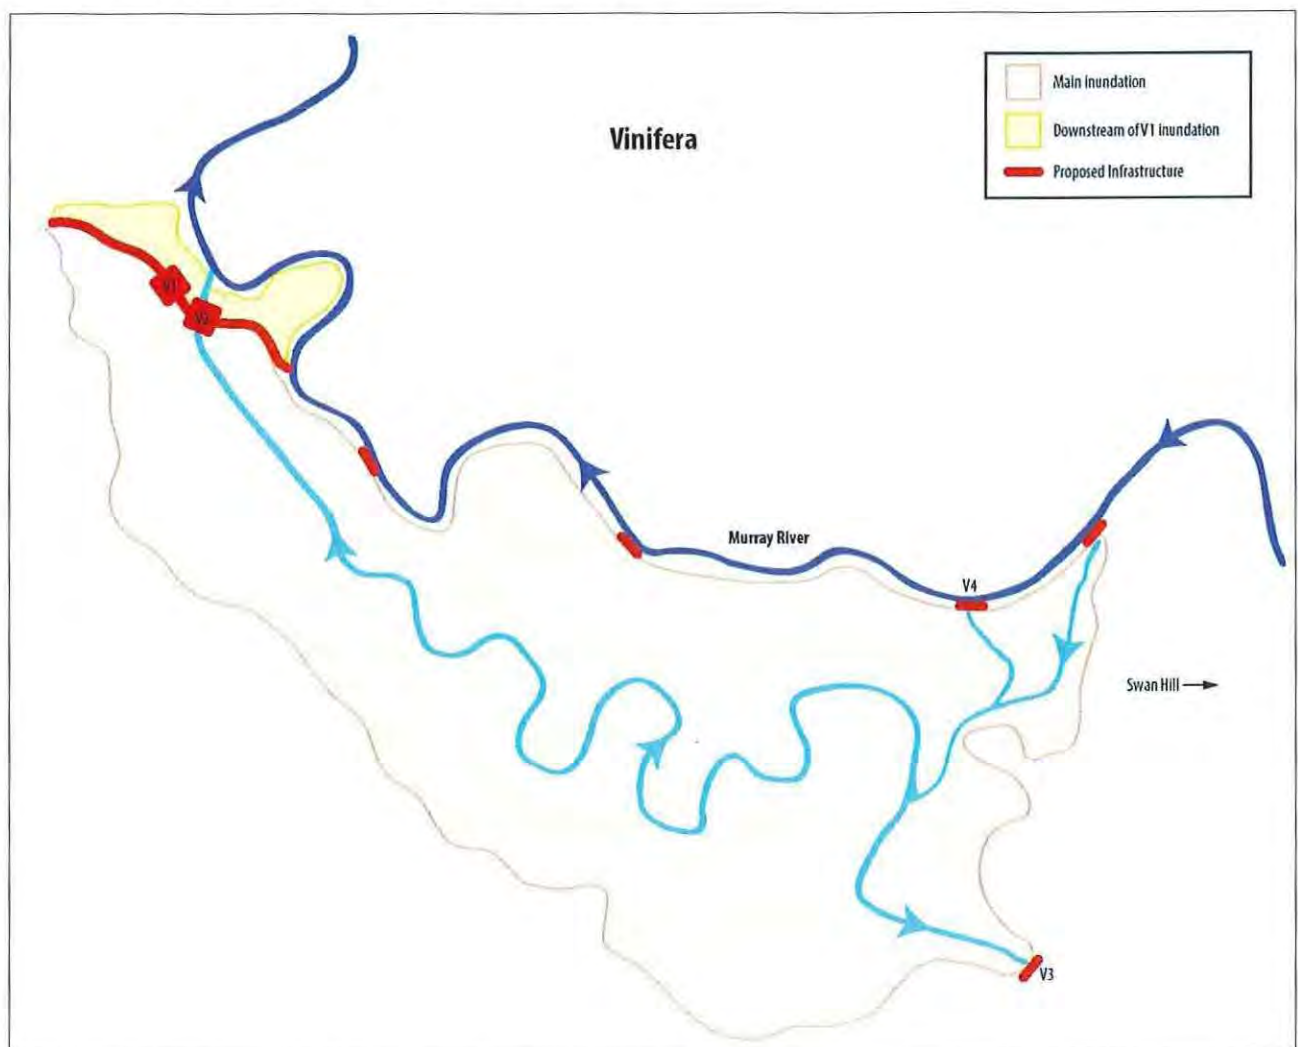 Vinifera
Main inundation
Downstream of V1 inundation
Proposed Infrastructure
V1
V2
Murray River
V4
Swan Hill
V3